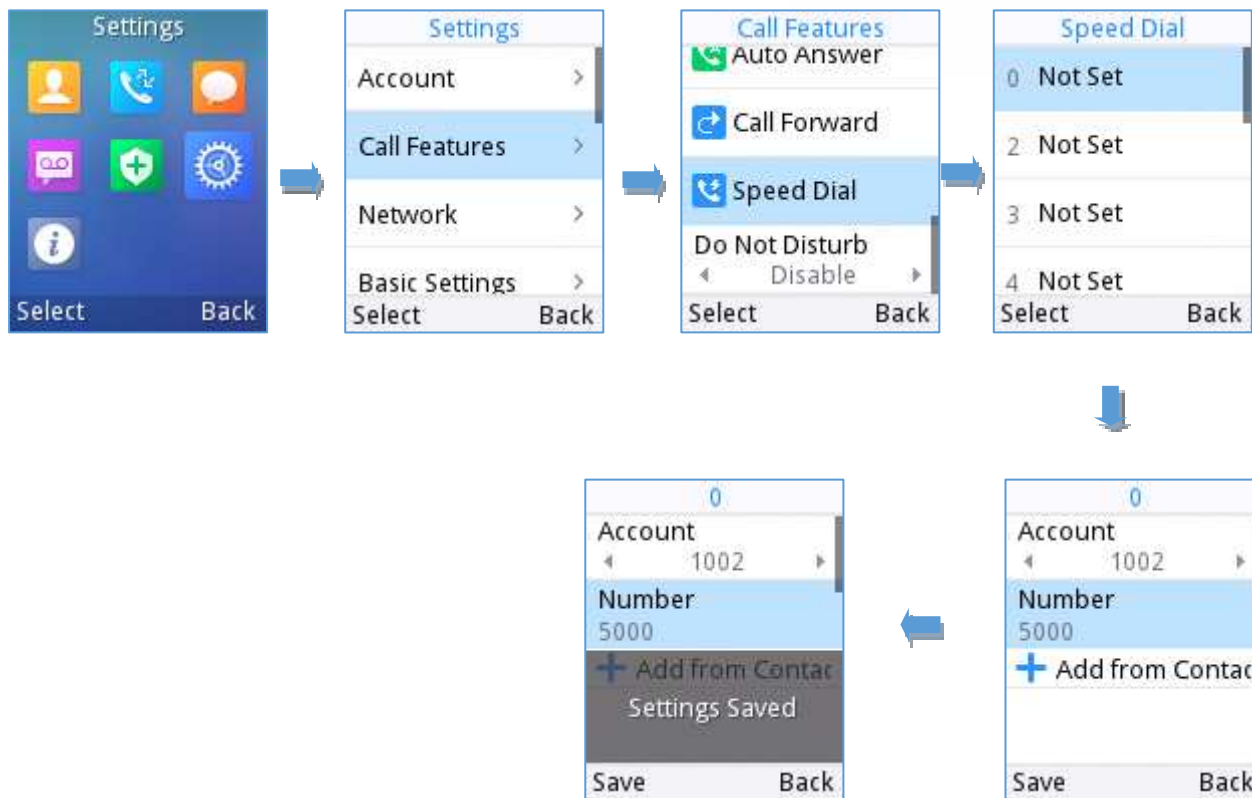 Settings
Select Back
Settings
Account >
Call Features >
Network >
Basic Settings >
Select Back
Call Features
Auto Answer
Call Forward
Speed Dial
Do Not Disturb
Disable
Select Back
Speed Dial
0 Not Set
2 Not Set
3 Not Set
4 Not Set
Select Back
0
Account
1002
Number
5000
Add from Contac
Save Back
0
Account
1002
Number
5000
Add from Contac
Settings Saved
Save Back